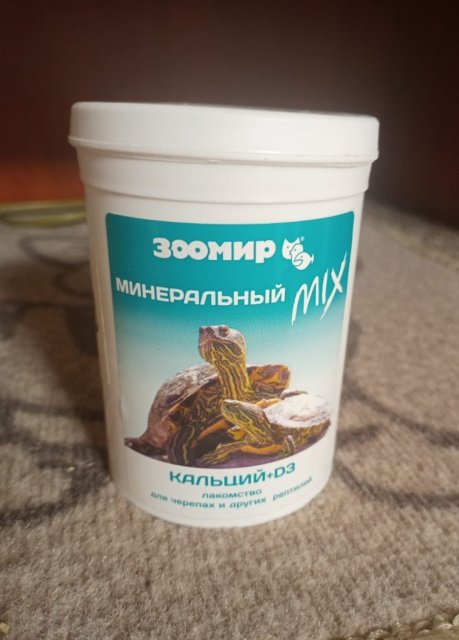 ЗООМИР
МИНЕРАЛЬНЫЙ MIX
КАЛЬЦИЙ+D3
лакомство
для черепах и других рептилий